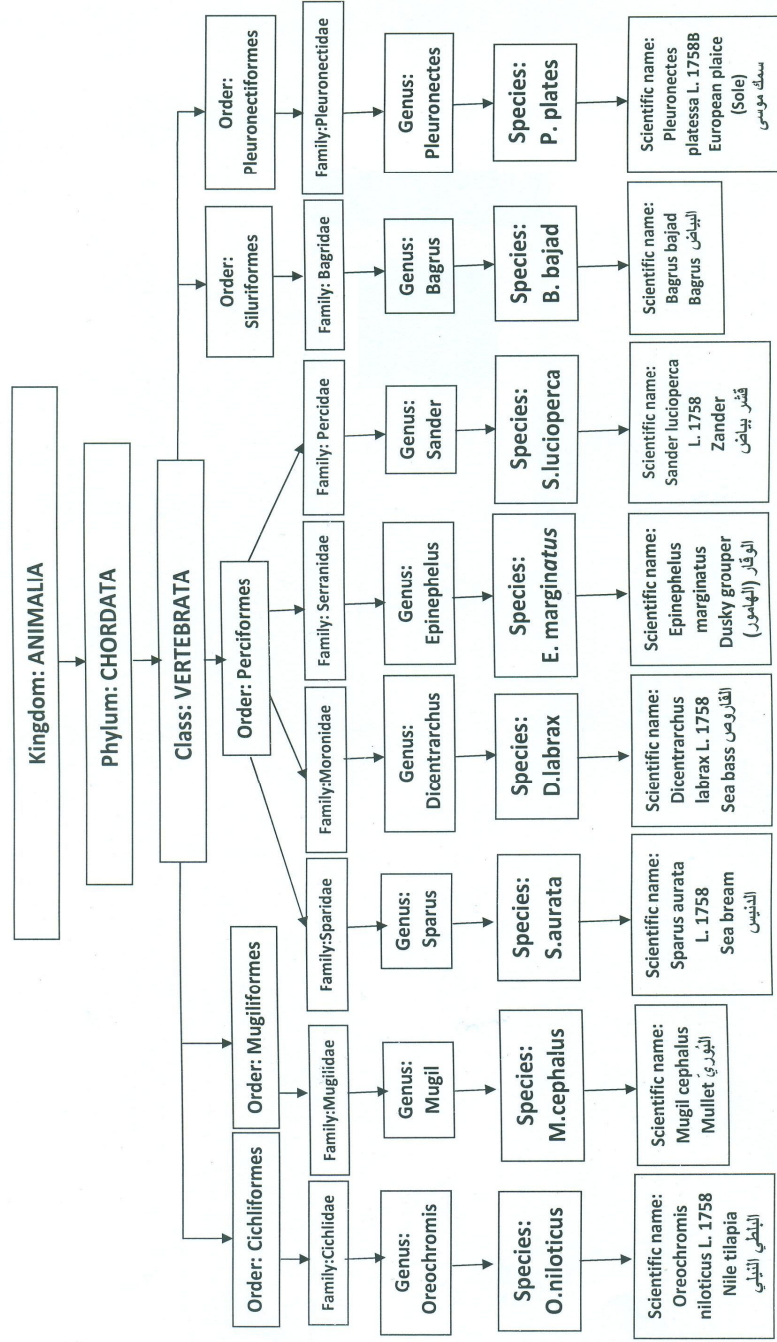 Kingdom: ANIMALIA
Phylum: CHORDATA
Class: VERTEBRATA
Order: Cichliformes
Order: Mugiliformes
Order: Perciformes
Order:
Siluriformes
Order:
Pleuronectiformes
Family:Cichlidae
Family:Mugilidae
Family:Sparidae
Family:Moronidae
Family: Serranidae
Family: Percidae
Family: Bagridae
Family:Pleuronectidae
Genus:
Oreochromis
Genus:
Mugil
Genus:
Sparus
Genus:
Dicentrarchus
Genus:
Epinephelus
Genus:
Sander
Genus:
Bagrus
Genus:
Pleuronectes
Species:
O.niloticus
Species:
M.cephalus
Species:
S.aurata
Species:
D.labrax
Species:
E. marginatus
Species:
S.lucioperca
Species:
B. bajad
Species:
P. plates
Scientific name:
Oreochromis
niloticus L. 1758
Nile tilapia
البلطي النيلي
Scientific name:
Mugil cephalus
Mullet البُوريّ
Scientific name:
Sparus aurata
L. 1758
Sea bream
الدنيس
Scientific name:
Dicentrarchus
labrax L. 1758
Sea bass القاروص
Scientific name:
Epinephelus
marginatus
Dusky grouper
الوقار (الهامور)
Scientific name:
Sander lucioperca
L. 1758
Zander
قشر بياض
Scientific name:
Bagrus bajad
Bagrus البياض
Scientific name:
Pleuronectes
platessa L. 1758B
European plaice
(Sole)
سمك موسى